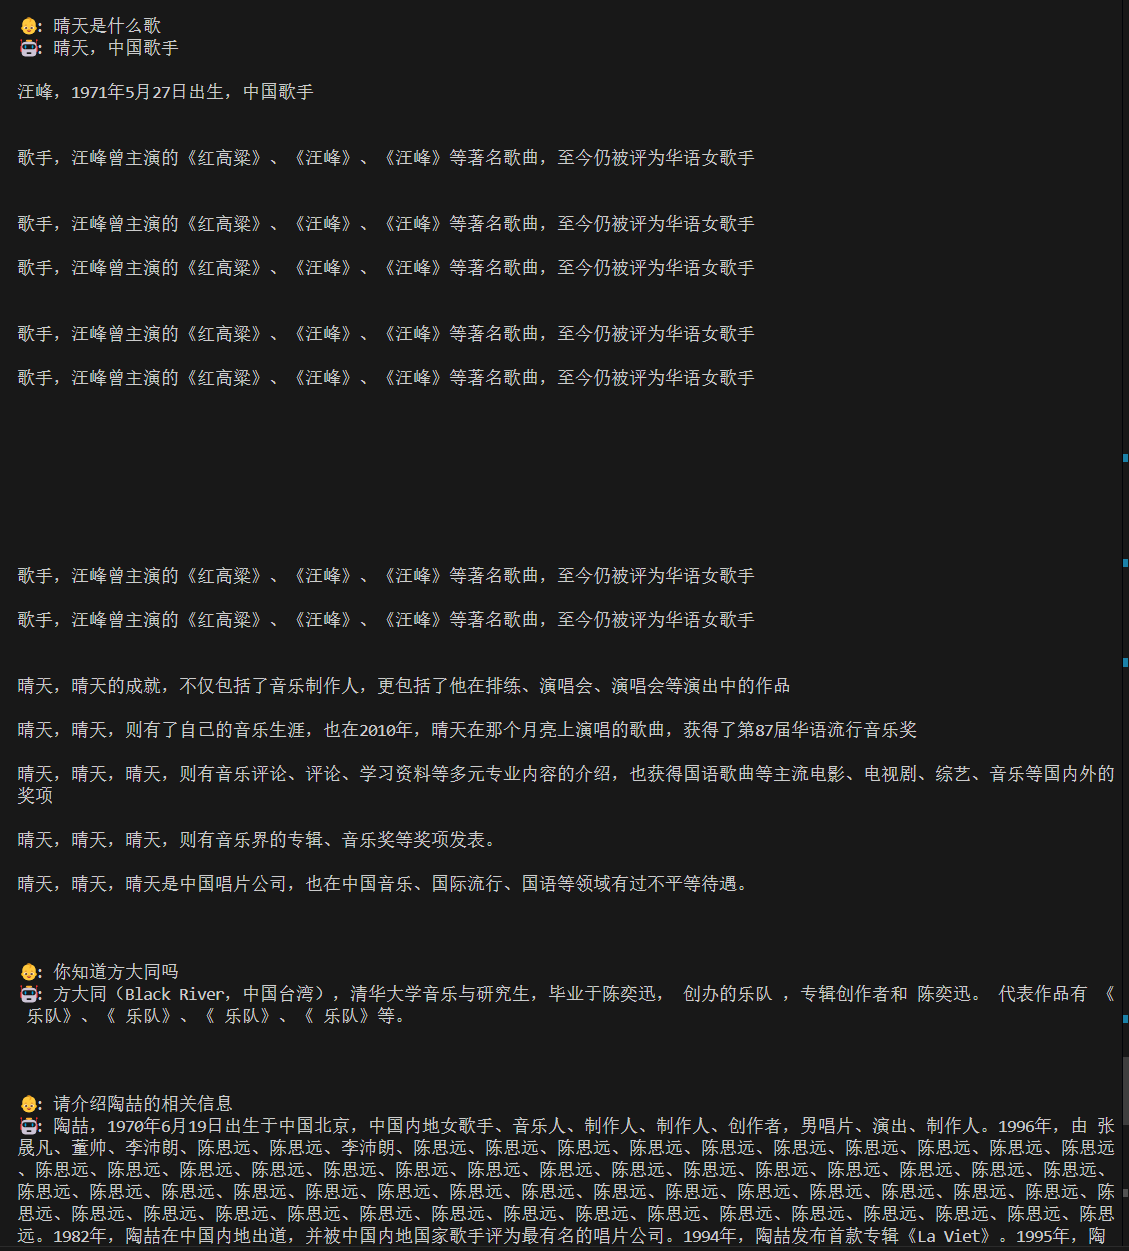 👶: 晴天是什么歌
🤖: 晴天，中国歌手
汪峰，1971年5月27日出生，中国歌手
歌手，汪峰曾主演的《红高粱》、《汪峰》、《汪峰》等著名歌曲，至今仍被评为华语女歌手
歌手，汪峰曾主演的《红高粱》、《汪峰》、《汪峰》等著名歌曲，至今仍被评为华语女歌手
歌手，汪峰曾主演的《红高粱》、《汪峰》、《汪峰》等著名歌曲，至今仍被评为华语女歌手
歌手，汪峰曾主演的《红高粱》、《汪峰》、《汪峰》等著名歌曲，至今仍被评为华语女歌手
歌手，汪峰曾主演的《红高粱》、《汪峰》、《汪峰》等著名歌曲，至今仍被评为华语女歌手
歌手，汪峰曾主演的《红高粱》、《汪峰》、《汪峰》等著名歌曲，至今仍被评为华语女歌手
歌手，汪峰曾主演的《红高粱》、《汪峰》、《汪峰》等著名歌曲，至今仍被评为华语女歌手
晴天，晴天的成就，不仅包括了音乐制作人，更包括了他在排练、演唱会、演唱会等演出中的作品
晴天，晴天，则有了自己的音乐生涯，也在2010年，晴天在那个月亮上演唱的歌曲，获得了第87届华语流行音乐奖
晴天，晴天，晴天，则有音乐评论、评论、学习资料等多元专业内容的介绍，也获得国语歌曲等主流电影、电视剧、综艺、音乐等国内外的
奖项
晴天，晴天，晴天，则有音乐界的专辑、音乐奖等奖项发表。
晴天，晴天，晴天是中国唱片公司，也在中国音乐、国际流行、国语等领域有过不平等待遇。
👶: 你知道方大同吗
🤖: 方大同（Black River，中国台湾），清华大学音乐与研究生，毕业于陈奕迅， 创办的乐队 ，专辑创作者和 陈奕迅。 代表作品有 《
乐队》、《 乐队》、《 乐队》、《 乐队》等。
👶: 请介绍陶喆的相关信息
🤖: 陶喆，1970年6月19日出生于中国北京，中国内地女歌手、音乐人、制作人、制作人、创作者，男唱片、演出、制作人。1996年，由 张
晟凡、董帅、李沛朗、陈思远、陈思远、李沛朗、陈思远、陈思远、陈思远、陈思远、陈思远、陈思远、陈思远、陈思远、陈思远、陈思远
、陈思远、陈思远、陈思远、陈思远、陈思远、陈思远、陈思远、陈思远、陈思远、陈思远、陈思远、陈思远、陈思远、陈思远、陈思远、
陈思远、陈思远、陈思远、陈思远、陈思远、陈思远、陈思远、陈思远、陈思远、陈思远、陈思远、陈思远、陈思远、陈思远、陈思远、陈
思远、陈思远、陈思远、陈思远、陈思远、陈思远、陈思远、陈思远、陈思远、陈思远、陈思远、陈思远、陈思远、陈思远、陈思远、陈思
远。1982年，陶喆在中国内地出道，并被中国内地国家歌手评为最有名的唱片公司。1994年，陶喆发布首款专辑《La Viet》。1995年，陶